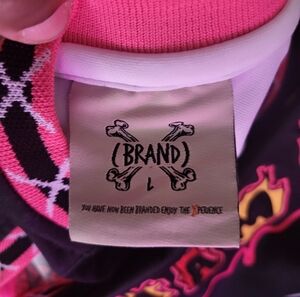 (BRAND)
L
YOU HAVE NOW BEEN BRANDED ENJOY THE XPERIENCE